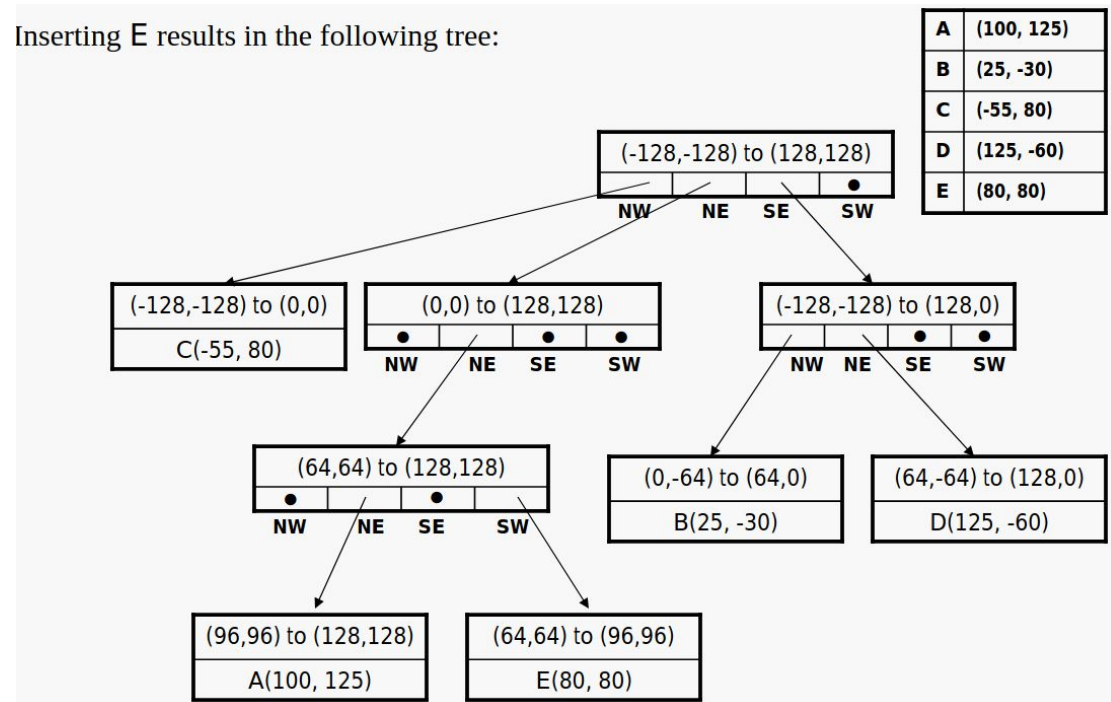 Inserting E results in the following tree:
A (100, 125)
B (25, -30)
C (-55, 80)
D (125, -60)
E (80, 80)
(-128,-128) to (128,128)
NW NE SE SW
(-128,-128) to (0,0)
C(-55, 80)
(0,0) to (128,128)
NW NE SE SW
(-128,-128) to (128,0)
NW NE SE SW
(64,64) to (128,128)
NW NE SE SW
(0,-64) to (64,0)
B(25, -30)
(64,-64) to (128,0)
D(125, -60)
(96,96) to (128,128)
A(100, 125)
(64,64) to (96,96)
E(80, 80)